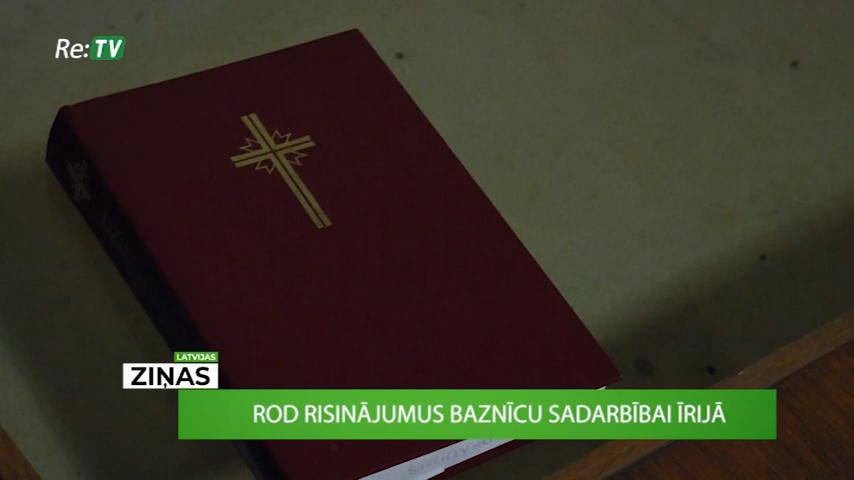 Re:TV
LATVIJAS
ZIŅAS
ROD RISINĀJUMUS BAZNĪCU SADARBĪBAI ĪRIJĀ